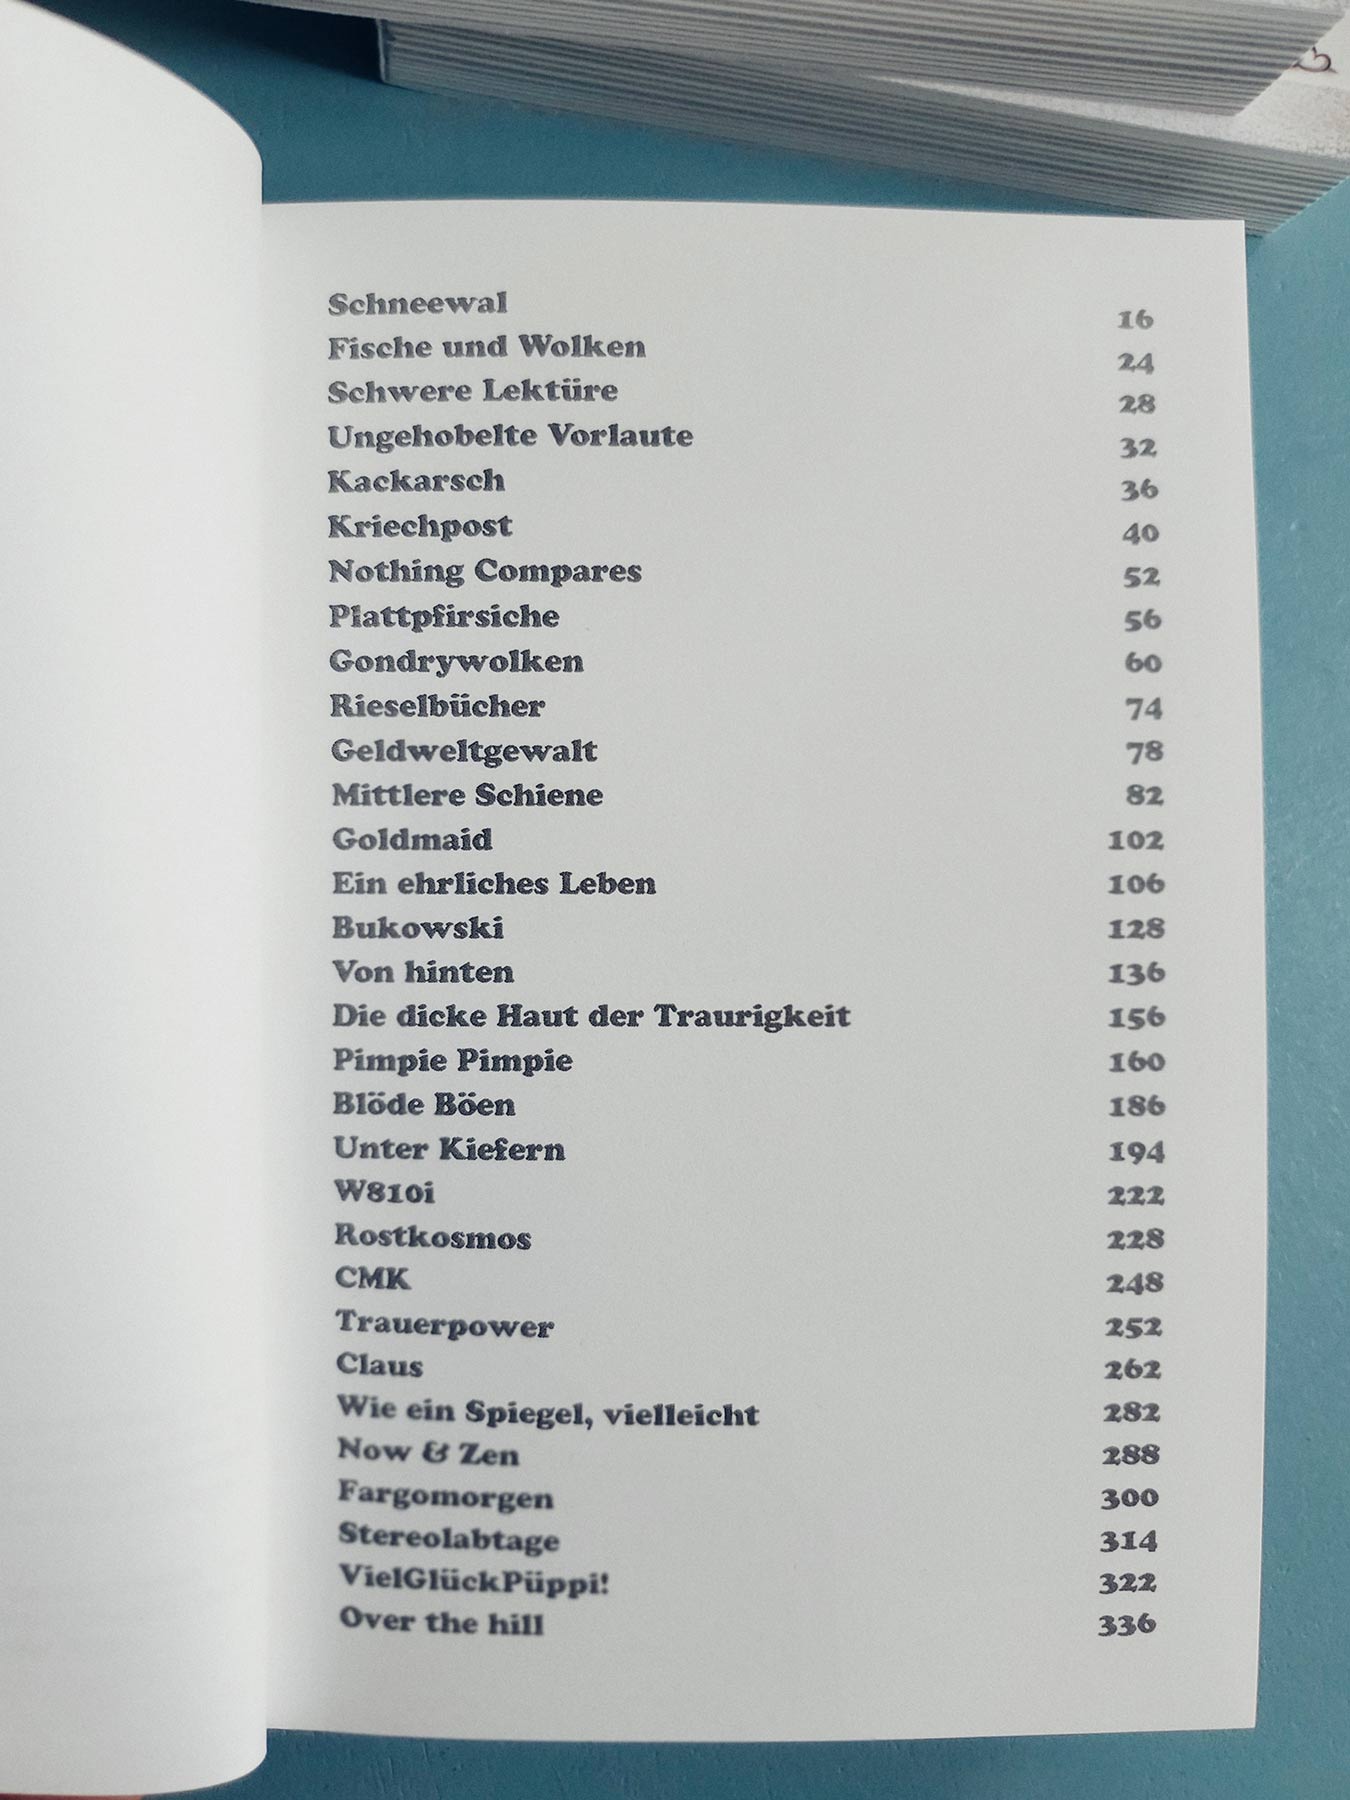 Schneewal 16
Fische und Wolken 24
Schwere Lektüre 28
Ungehobelte Vorlaute 32
Kackarsch 36
Kriechpost 40
Nothing Compares 52
Plattpfirsiche 56
Gondrywolken 60
Rieselbücher 74
Geldweltgewalt 78
Mittlere Schiene 82
Goldmaid 102
Ein ehrliches Leben 106
Bukowski 128
Von hinten 136
Die dicke Haut der Traurigkeit 156
Pimpie Pimpie 160
Blöde Böen 186
Unter Kiefern 194
W810i 222
Rostkosmos 228
CMK 248
Trauerpower 252
Claus 262
Wie ein Spiegel, vielleicht 282
Now & Zen 288
Fargomorgen 300
Stereolabtage 314
VielGlückPüppi! 322
Over the hill 336